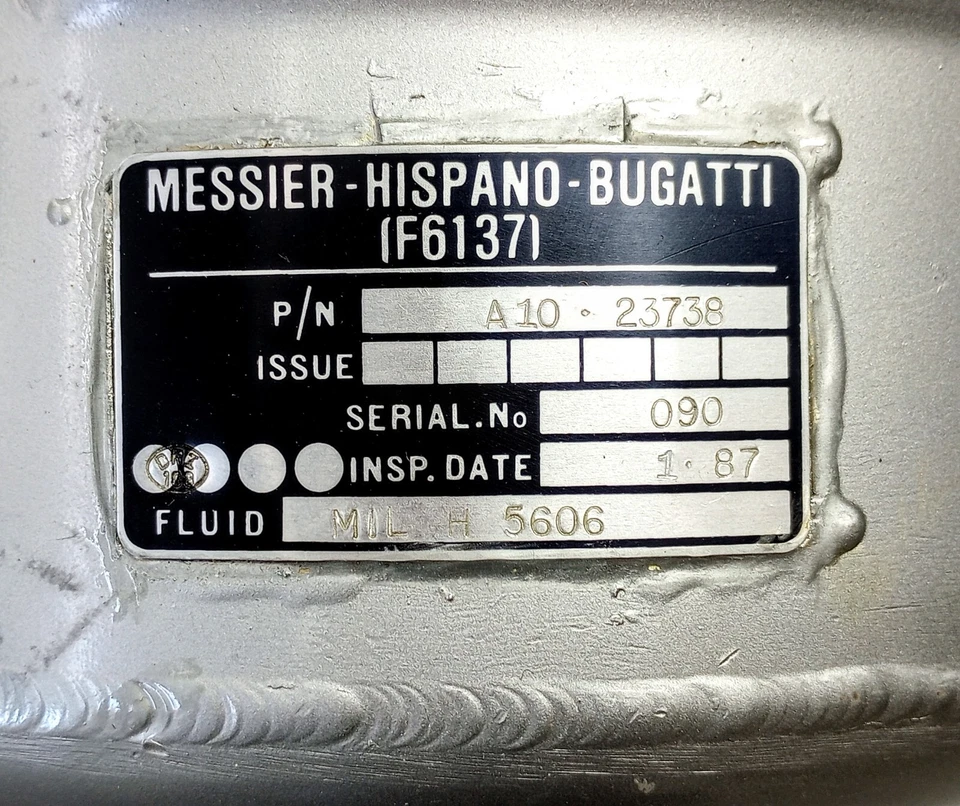 MESSIER-HISPANO-BUGATTI
(F6137)
P/N A10 · 23738
ISSUE
SERIAL.No 090
INSP. DATE 1 · 87
FLUID MIL H 5606